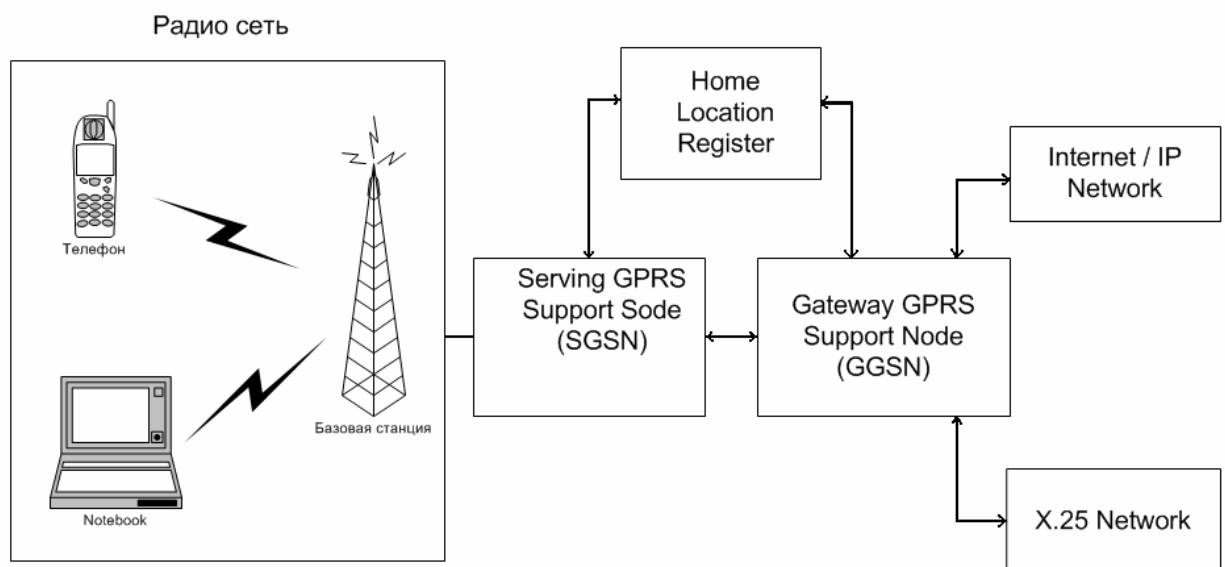 Радио сеть
Телефон
Notebook
Базовая станция
Serving GPRS
Support Sode
(SGSN)
Home
Location
Register
Gateway GPRS
Support Node
(GGSN)
Internet / IP
Network
X.25 Network